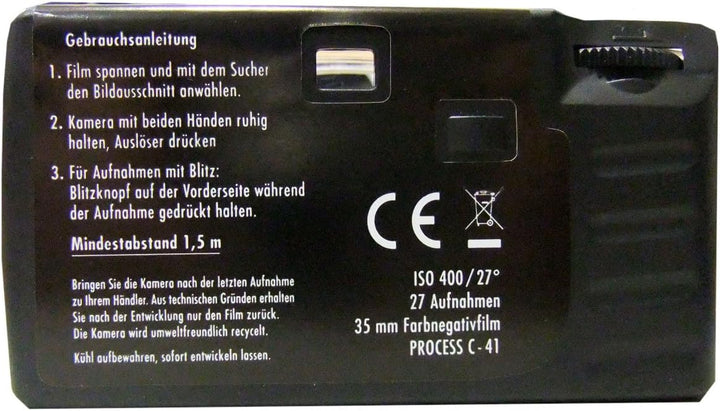 Gebrauchsanleitung
1. Film spannen und mit dem Sucher
den Bildausschnitt anwählen.
2. Kamera mit beiden Händen ruhig
halten, Auslöser drücken
3. Für Aufnahmen mit Blitz:
Blitzknopf auf der Vorderseite während
der Aufnahme gedrückt halten.
Mindestabstand 1,5 m
Bringen Sie die Kamera nach der letzten Aufnahme
zu Ihrem Händler. Aus technischen Gründen erhalten
Sie nach der Entwicklung nur den Film zurück.
Die Kamera wird umweltfreundlich recycelt.
Kühl aufbewahren, sofort entwickeln lassen.
CE
ISO 400/27°
27 Aufnahmen
35 mm Farbnegativfilm
PROCESS C-41